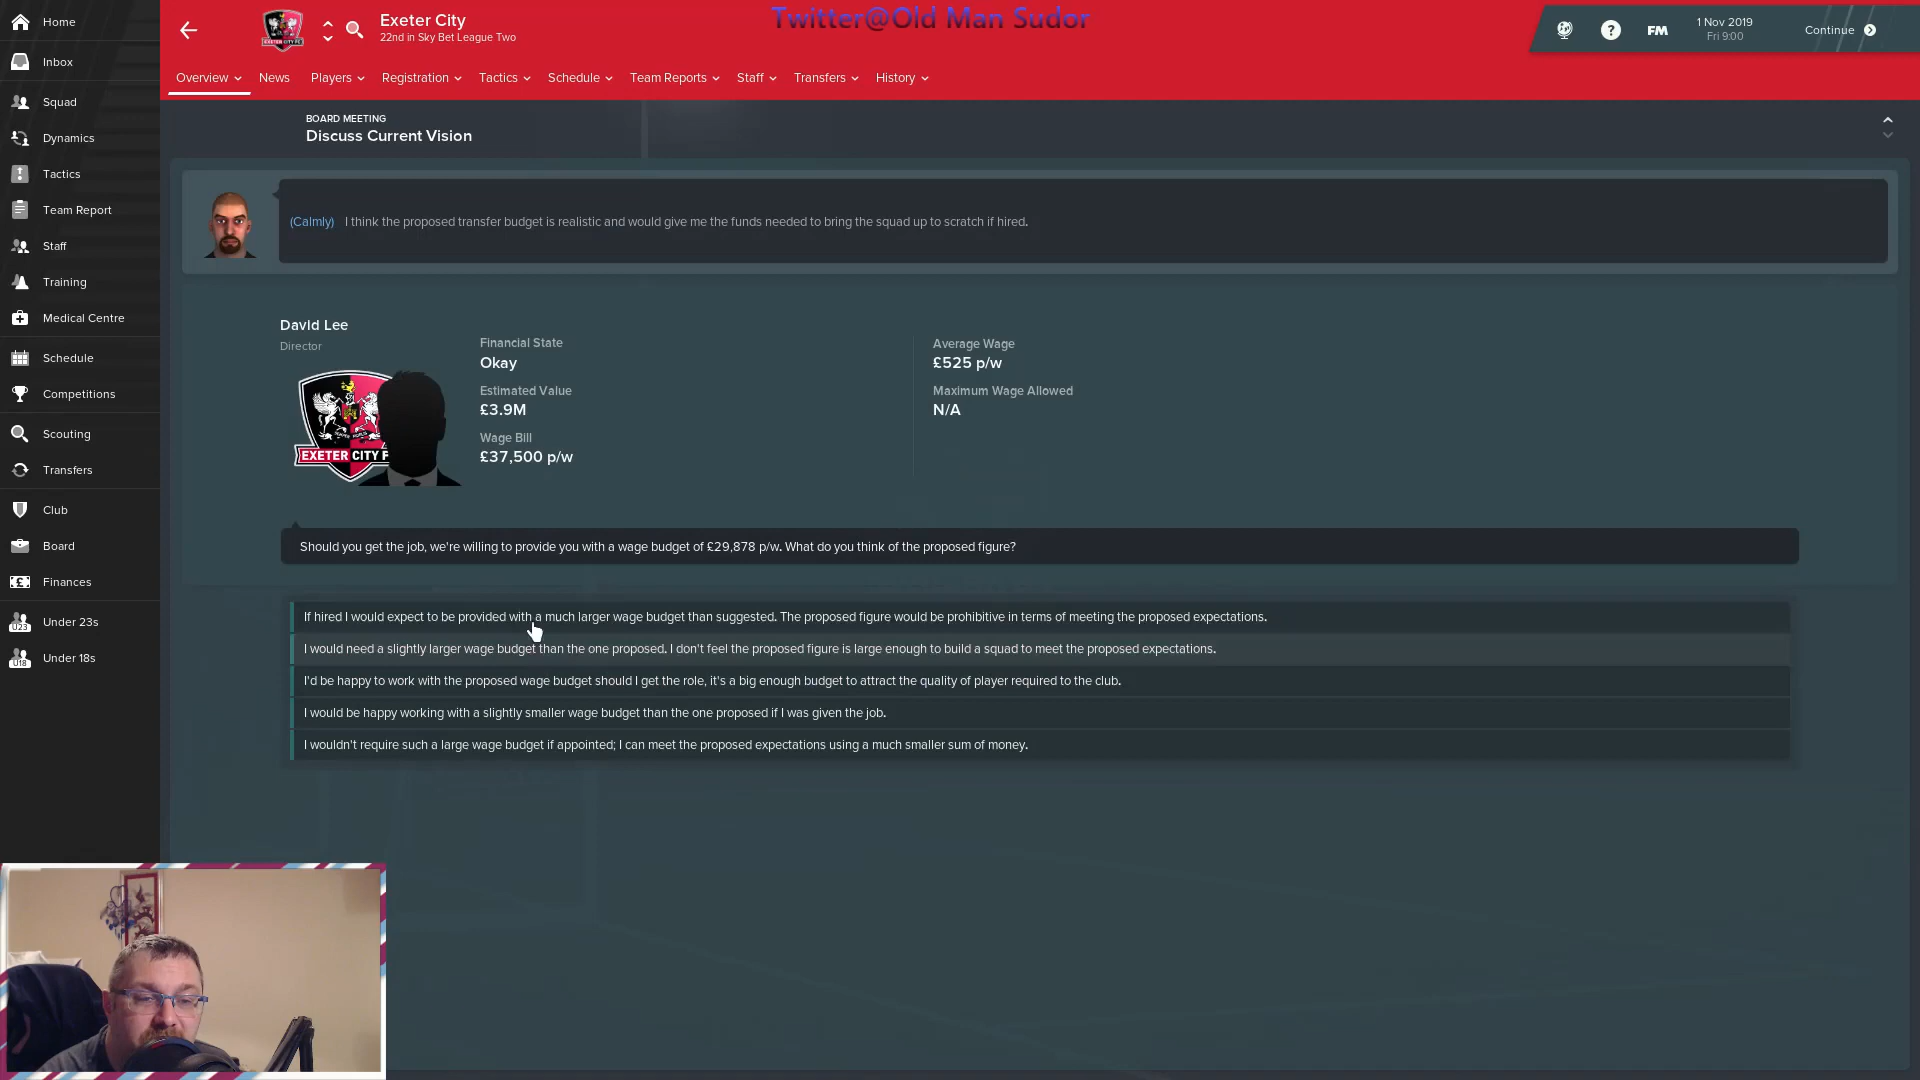 Home
Inbox
Squad
Dynamics
Tactics
Team Report
Staff
Training
Medical Centre
Schedule
Competitions
Scouting
Transfers
Club
Board
Finances
U23
Under 23s
U18
Under 18s
Exeter City
22nd in Sky Bet League Two
Twitter@Old Man Sudor
?
FM
1 Nov 2019
Fri 9:00
Continue
Overview
News
Players
Registration
Tactics
Schedule
Team Reports
Staff
Transfers
History
BOARD MEETING
Discuss Current Vision
(Calmly) I think the proposed transfer budget is realistic and would give me the funds needed to bring the squad up to scratch if hired.
David Lee
Director
EXETER CITY F
Financial State
Okay
Estimated Value
£3.9M
Wage Bill
£37,500 p/w
Average Wage
£525 p/w
Maximum Wage Allowed
N/A
Should you get the job, we're willing to provide you with a wage budget of £29,878 p/w. What do you think of the proposed figure?
If hired I would expect to be provided with a much larger wage budget than suggested. The proposed figure would be prohibitive in terms of meeting the proposed expectations.
I would need a slightly larger wage budget than the one proposed. I don't feel the proposed figure is large enough to build a squad to meet the proposed expectations.
I'd be happy to work with the proposed wage budget should I get the role, it's a big enough budget to attract the quality of player required to the club.
I would be happy working with a slightly smaller wage budget than the one proposed if I was given the job.
I wouldn't require such a large wage budget if appointed; I can meet the proposed expectations using a much smaller sum of money.